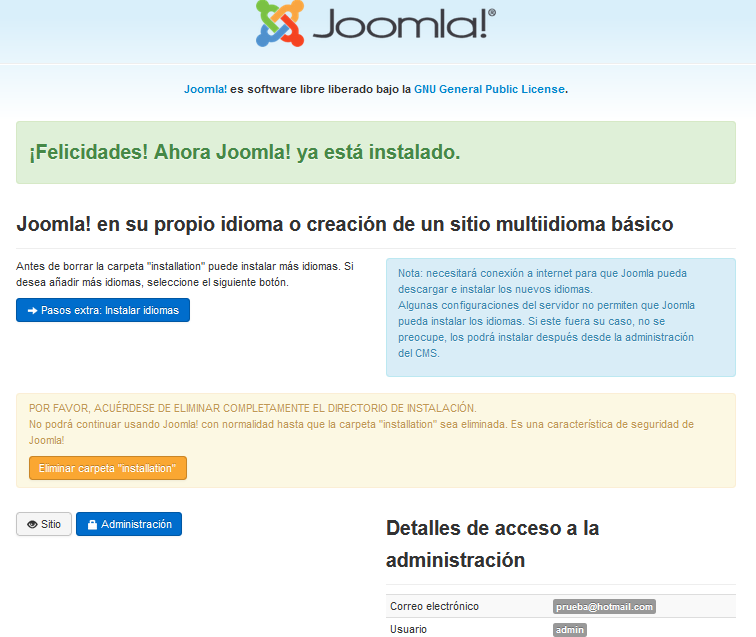 Joomla!®
Joomla! es software libre liberado bajo la GNU General Public License.
¡Felicidades! Ahora Joomla! ya está instalado.
Joomla! en su propio idioma o creación de un sitio multiidioma básico
Antes de borrar la carpeta "installation" puede instalar más idiomas. Si
desea añadir más idiomas, seleccione el siguiente botón.
Pasos extra: Instalar idiomas
Nota: necesitará conexión a internet para que Joomla pueda
descargar e instalar los nuevos idiomas.
Algunas configuraciones del servidor no permiten que Joomla
pueda instalar los idiomas. Si este fuera su caso, no se
preocupe, los podrá instalar después desde la administración
del CMS.
POR FAVOR, ACUÉRDESE DE ELIMINAR COMPLETAMENTE EL DIRECTORIO DE INSTALACIÓN.
No podrá continuar usando Joomla! con normalidad hasta que la carpeta "installation" sea eliminada. Es una característica de seguridad de
Joomla!
Eliminar carpeta "installation"
Sitio
Administración
Detalles de acceso a la
administración
Correo electrónico prueba@hotmail.com
Usuario admin